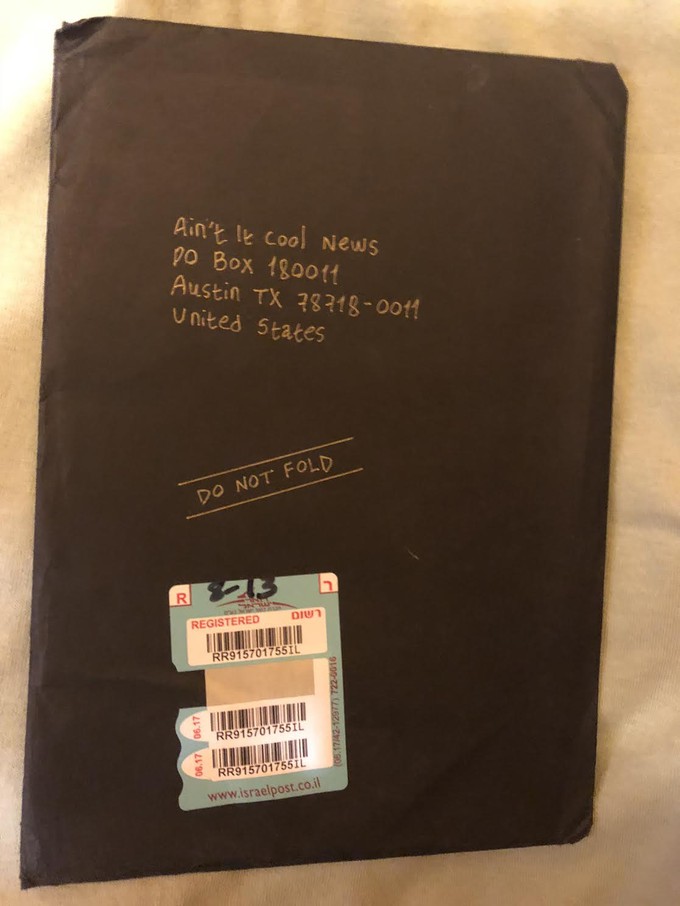 Ain't It Cool News
PO Box 180011
Austin TX 78718-0011
United States
DO NOT FOLD
8-13
R
ר
REGISTERED רשום
RR915701755IL
06.17
RR915701755IL
06.17
RR915701755IL
www.israelpost.co.il